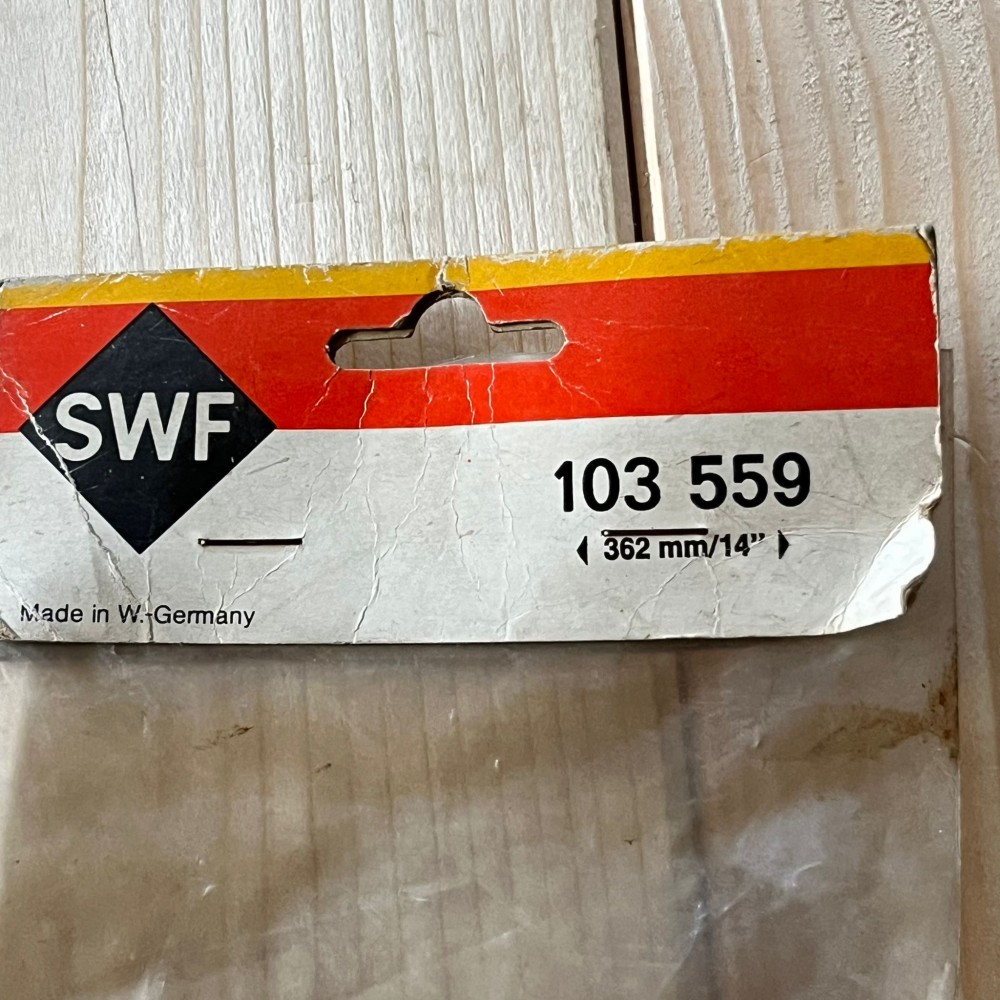 SWF
103 559
362 mm/14”
Made in W.-Germany